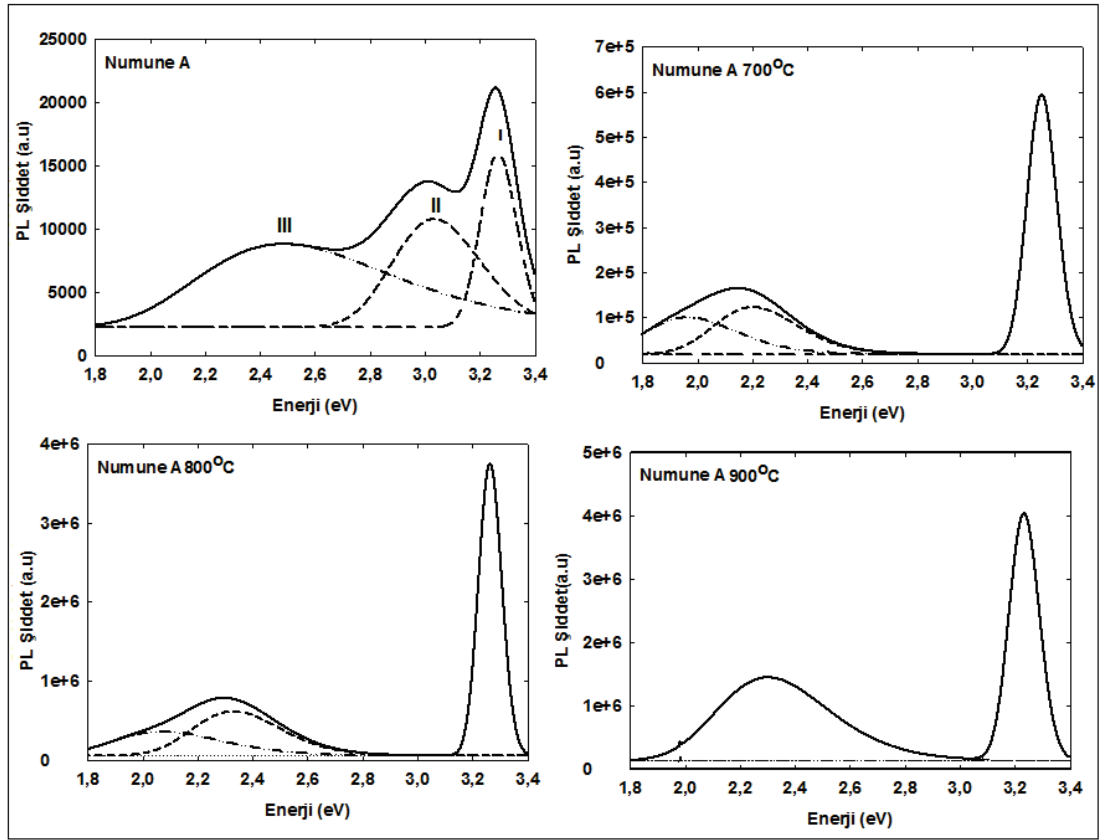 Numune A
PL Şiddet (a.u)
25000
20000
15000
10000
5000
0
I
II
III
1,8 2,0 2,2 2,4 2,6 2,8 3,0 3,2 3,4
Enerji (eV)
Numune A 700OC
PL Şiddet (a.u)
7e+5
6e+5
5e+5
4e+5
3e+5
2e+5
1e+5
0
1,8 2,0 2,2 2,4 2,6 2,8 3,0 3,2 3,4
Enerji (eV)
Numune A 800OC
PL Şiddet(a.u)
4e+6
3e+6
2e+6
1e+6
0
1,8 2,0 2,2 2,4 2,6 2,8 3,0 3,2 3,4
Enerji (eV)
Numune A 900OC
PL Şiddet(a.u)
5e+6
4e+6
3e+6
2e+6
1e+6
0
1,8 2,0 2,2 2,4 2,6 2,8 3,0 3,2 3,4
Enerji (eV)